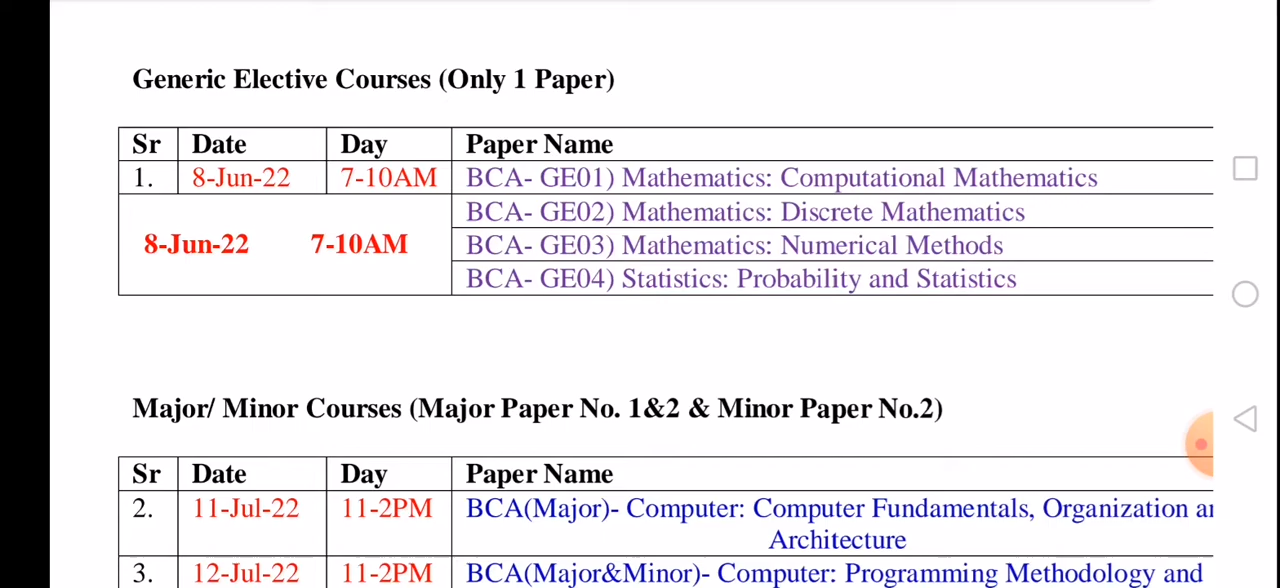 Generic Elective Courses (Only 1 Paper)
Sr Date Day Paper Name
1. 8-Jun-22 7-10AM BCA- GE01) Mathematics: Computational Mathematics
BCA- GE02) Mathematics: Discrete Mathematics
8-Jun-22 7-10AM BCA- GE03) Mathematics: Numerical Methods
BCA- GE04) Statistics: Probability and Statistics
Major/ Minor Courses (Major Paper No. 1&2 & Minor Paper No.2)
Sr Date Day Paper Name
2. 11-Jul-22 11-2PM BCA(Major)- Computer: Computer Fundamentals, Organization
Architecture
3. 12-Jul-22 11-2PM BCA(Major&Minor)- Computer: Programming Methodology and